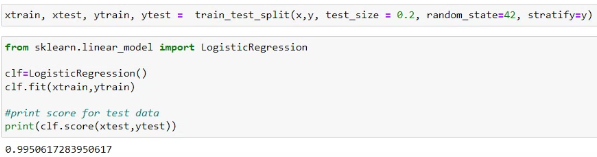 xtrain, xtest, ytrain, ytest =  train_test_split(x,y, test_size = 0.2, random_state=42, stratify=y)
from sklearn.linear_model import LogisticRegression
clf=LogisticRegression()
clf.fit(xtrain,ytrain)
#print score for test data
print(clf.score(xtest,ytest))
0.9950617283950617